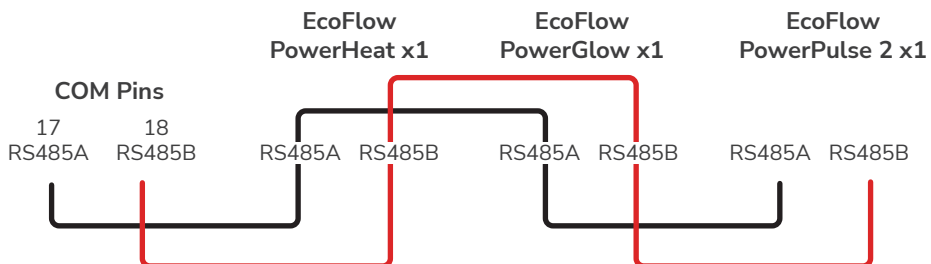 EcoFlow
PowerHeat x1
EcoFlow
PowerGlow x1
EcoFlow
PowerPulse 2 x1
COM Pins
17 18
RS485A RS485B RS485A RS485B RS485A RS485B RS485A RS485B